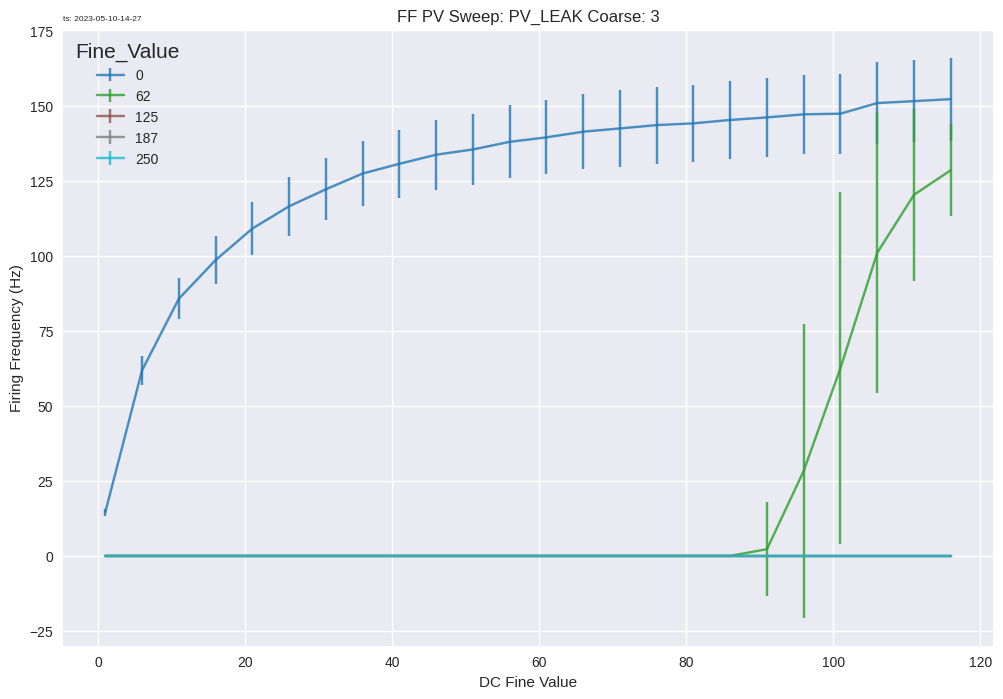 ts: 2023-05-10-14-27
FF PV Sweep: PV_LEAK Coarse: 3
Fine_Value
0
62
125
187
250
175
150
125
100
75
50
25
0
−25
Firing Frequency (Hz)
0 20 40 60 80 100 120
DC Fine Value